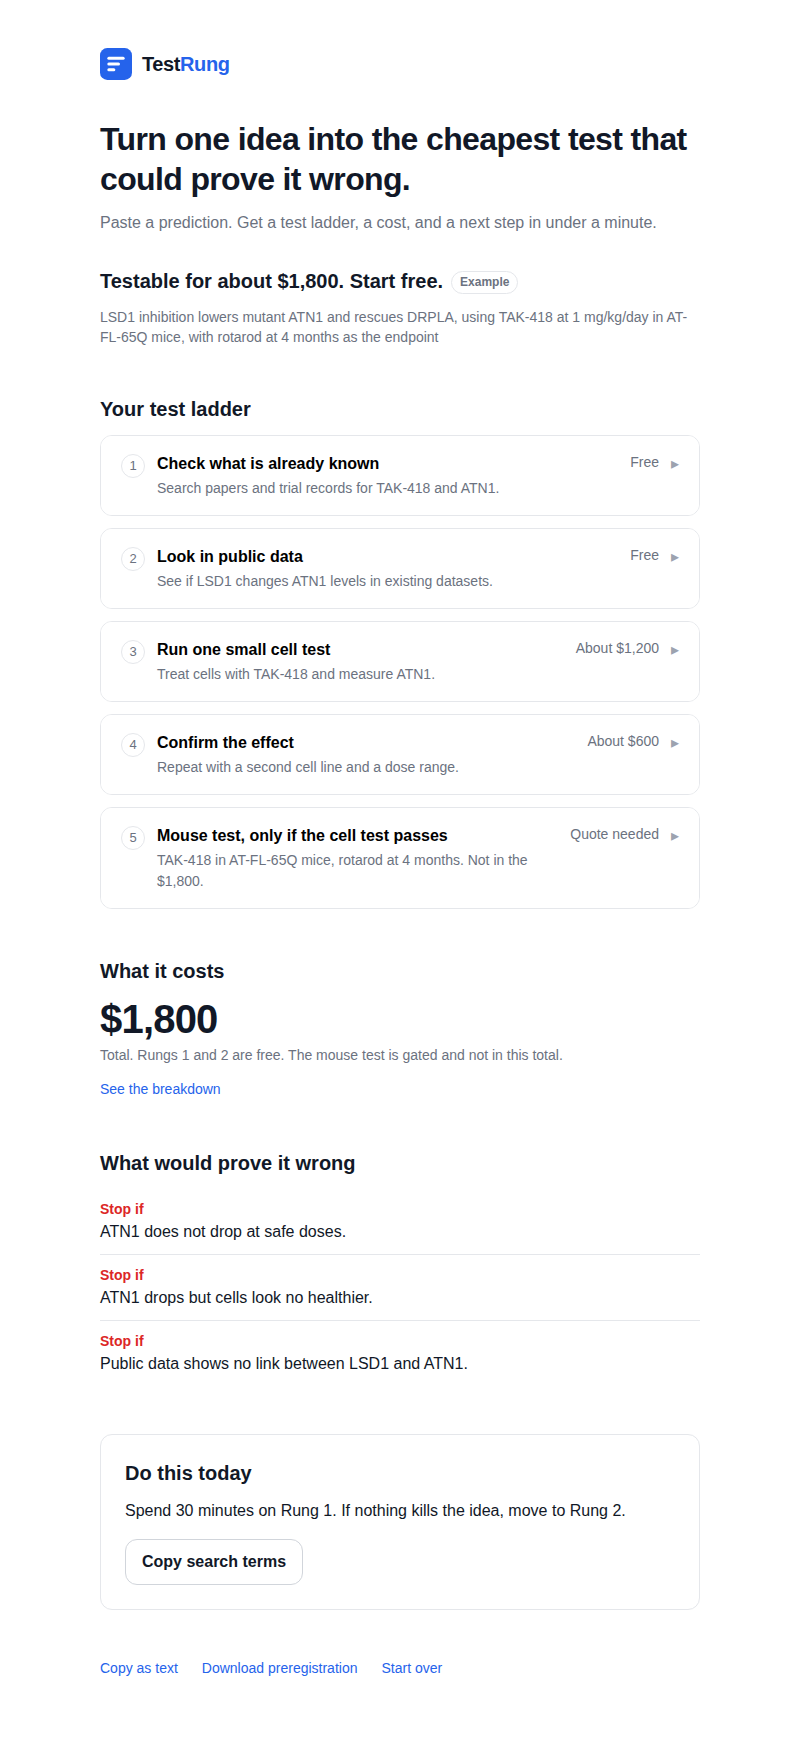 TestRung
Turn one idea into the cheapest test that
could prove it wrong.
Paste a prediction. Get a test ladder, a cost, and a next step in under a minute.
Testable for about $1,800. Start free. Example
LSD1 inhibition lowers mutant ATN1 and rescues DRPLA, using TAK-418 at 1 mg/kg/day in AT-
FL-65Q mice, with rotarod at 4 months as the endpoint
Your test ladder
1 Check what is already known Free ▶
Search papers and trial records for TAK-418 and ATN1.
2 Look in public data Free ▶
See if LSD1 changes ATN1 levels in existing datasets.
3 Run one small cell test About $1,200 ▶
Treat cells with TAK-418 and measure ATN1.
4 Confirm the effect About $600 ▶
Repeat with a second cell line and a dose range.
5 Mouse test, only if the cell test passes Quote needed ▶
TAK-418 in AT-FL-65Q mice, rotarod at 4 months. Not in the
$1,800.
What it costs
$1,800
Total. Rungs 1 and 2 are free. The mouse test is gated and not in this total.
See the breakdown
What would prove it wrong
Stop if
ATN1 does not drop at safe doses.
Stop if
ATN1 drops but cells look no healthier.
Stop if
Public data shows no link between LSD1 and ATN1.
Do this today
Spend 30 minutes on Rung 1. If nothing kills the idea, move to Rung 2.
Copy search terms
Copy as text Download preregistration Start over